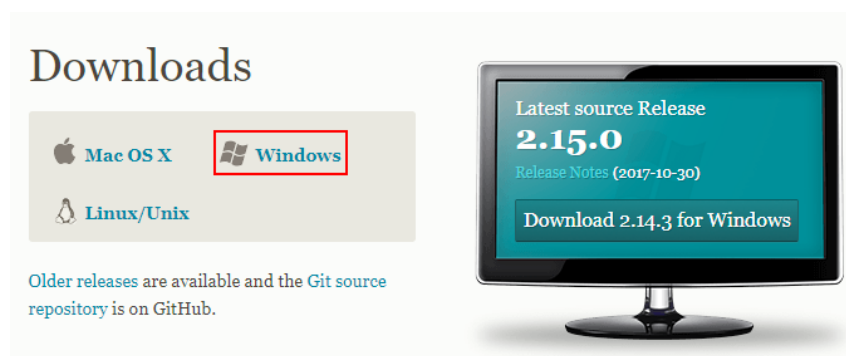 Downloads
Mac OS X
Windows
Linux/Unix
Older releases are available and the Git source
repository is on GitHub.
Latest source Release
2.15.0
Release Notes (2017-10-30)
Download 2.14.3 for Windows